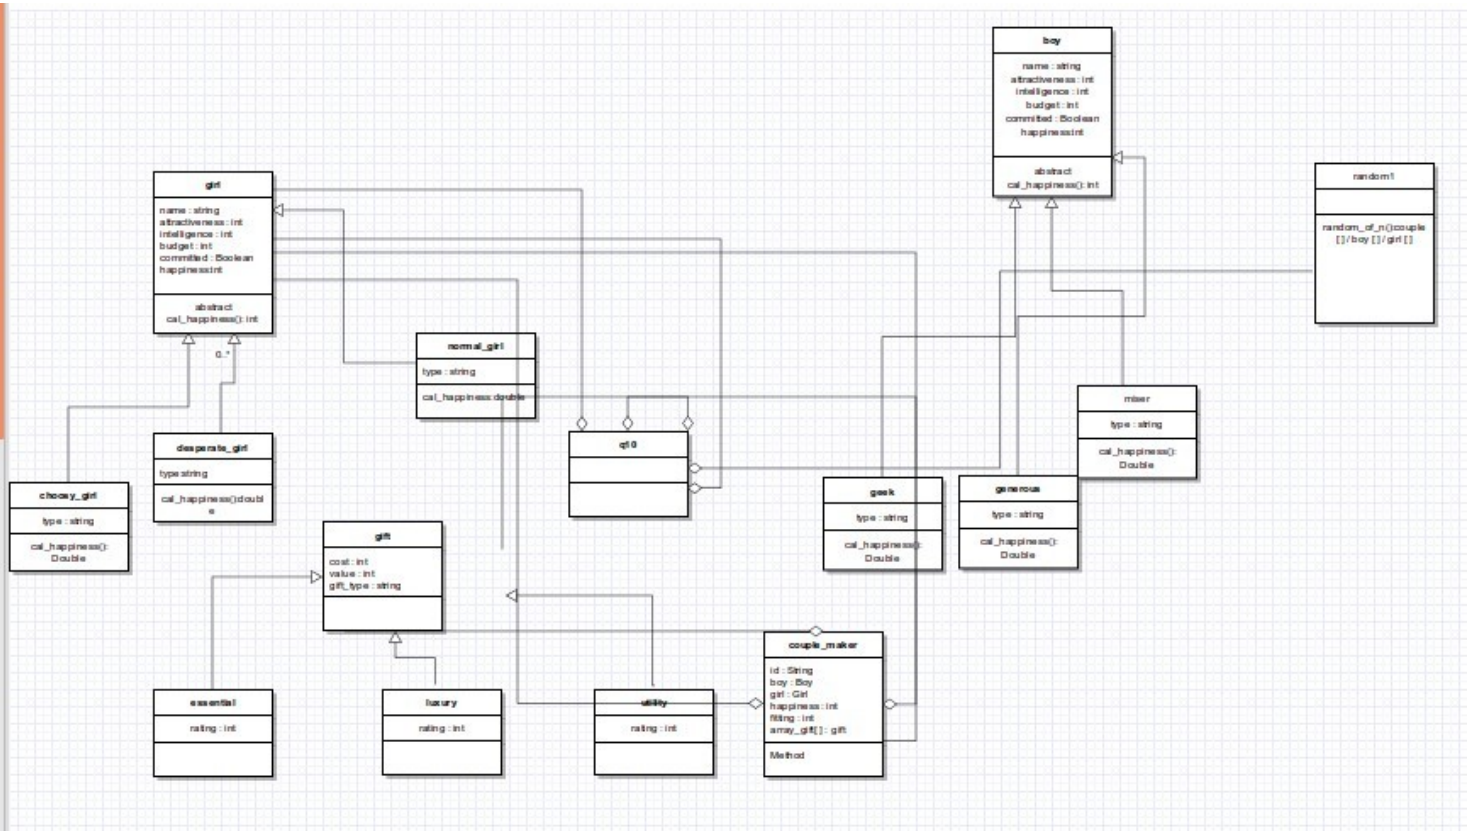 boy
name : string
attractiveness : int
intelligence : int
budget : int
committed : Boolean
happiness:int
abstract
cal_happiness(): int
random1
random_of_n():couple
[ ] / boy [ ] / girl [ ]
girl
name : string
attractiveness : int
intelligence : int
budget : int
committed : Boolean
happiness:int
abstract
cal_happiness(): int
0..*
normal_girl
type : string
cal_happiness:double
miser
type : string
cal_happiness():
Double
q10
desperate_girl
type:string
cal_happiness():doubl
e
choosy_girl
type : string
cal_happiness():
Double
geek
type : string
cal_happiness():
Double
generous
type : string
cal_happiness():
Double
gift
cost : int
value : int
gift_type : string
couple_maker
id : String
boy : Boy
girl : Girl
happiness : int
fitting : int
array_gift[ ] : gift
Method
essential
rating : int
luxury
rating : int
utility
rating : int